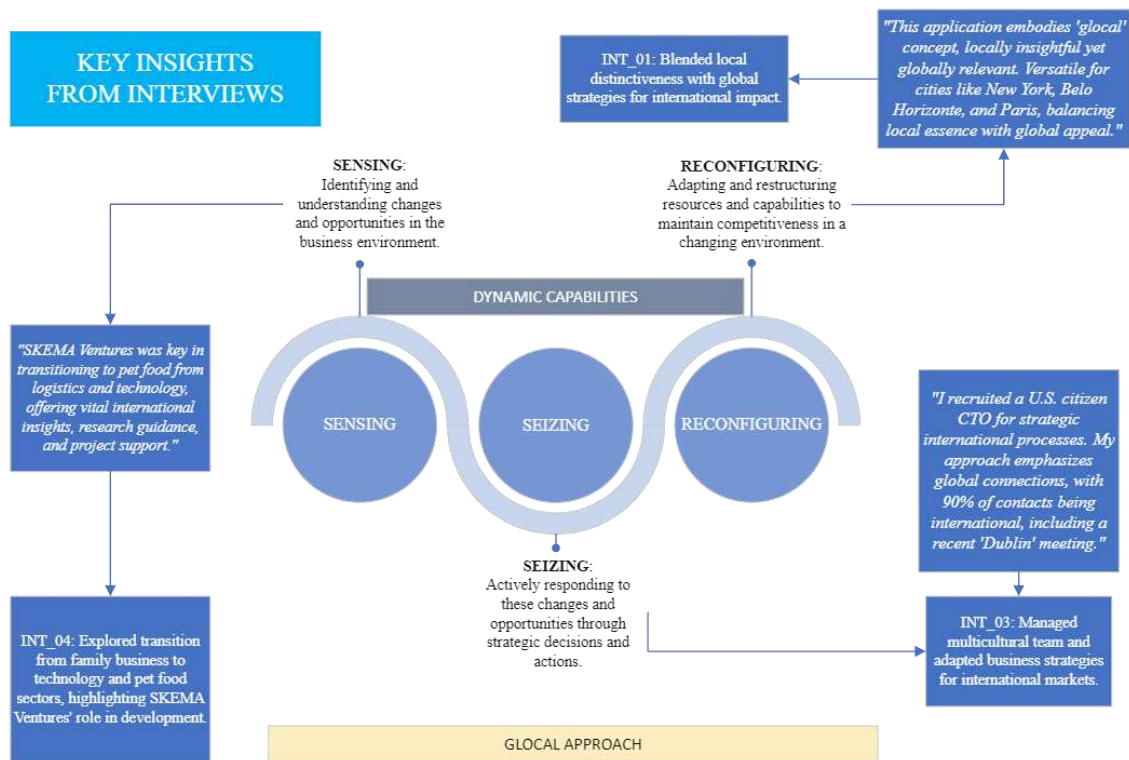 KEY INSIGHTS
FROM INTERVIEWS
INT_01: Blended local
distinctiveness with global
strategies for international
impact.
"This application embodies 'glocal'
concept, locally insightful yet
globally relevant. Versatile for
cities like New York, Belo
Horizonte, and Paris, balancing
local essence with global appeal."
SENSING:
Identifying and
understanding changes
and opportunities in the
business environment.
RECONFIGURING:
Adapting and restructuring
resources and capabilities to
maintain competitiveness in a
changing environment.
DYNAMIC CAPABILITIES
"SKEMA Ventures was key in
transitioning to pet food from
logistics and technology,
offering vital international
insights, research guidance,
and project support."
SENSING
SEIZING
RECONFIGURING
"I recruited a U.S. citizen
CTO for strategic
international processes. My
approach emphasizes
global connections, with
90% of contacts being
international, including a
recent 'Dublin' meeting."
SEIZING:
Actively responding to
these changes and
opportunities through
strategic decisions and
actions.
INT_04: Explored transition
from family business to
technology and pet food
sectors, highlighting SKEMA
Ventures' role in development.
INT_03: Managed
multicultural team and
adapted business strategies
for international markets.
GLOCAL APPROACH